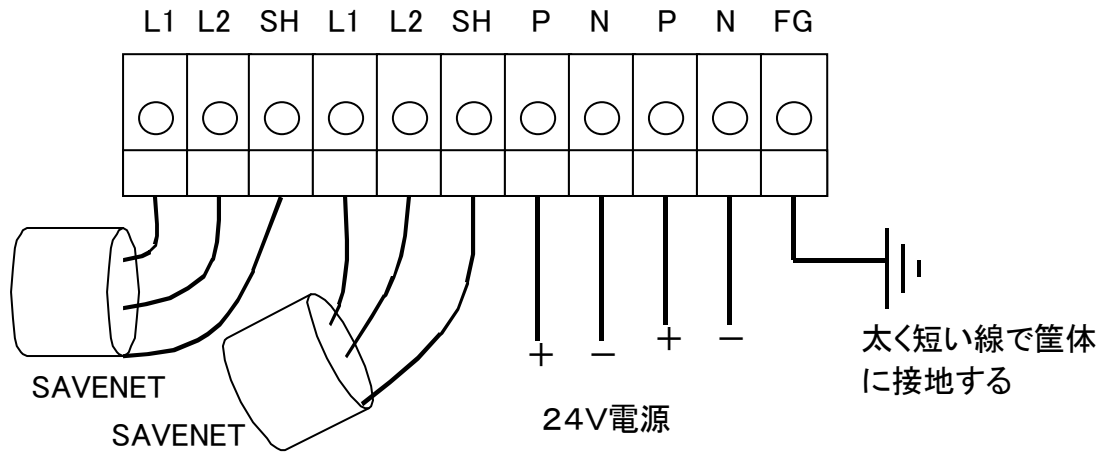 L1 L2 SH L1 L2 SH P N P N FG
+ − + −
太く短い線で筐体
に接地する
SAVENET
SAVENET
24V電源